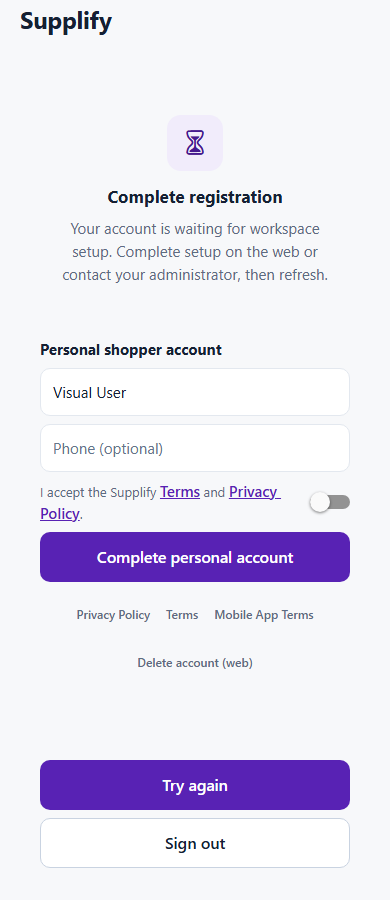 Supplify
Complete registration
Your account is waiting for workspace
setup. Complete setup on the web or
contact your administrator, then refresh.
Personal shopper account
Visual User
Phone (optional)
I accept the Supplify Terms and Privacy
Policy.
Complete personal account
Privacy Policy Terms Mobile App Terms
Delete account (web)
Try again
Sign out